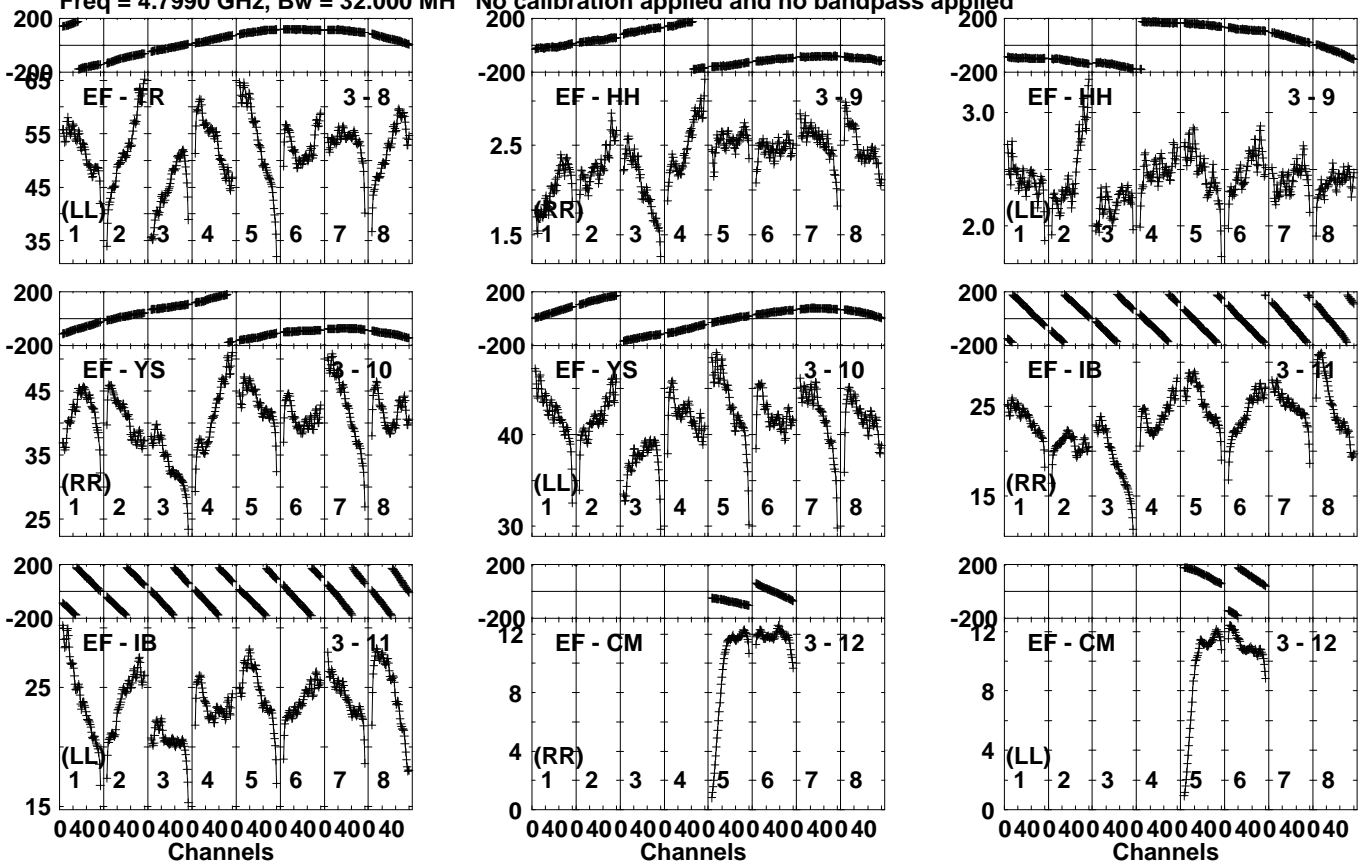 Freq = 4.7990 GHz, Bw = 32.000 MH No calibration applied and no bandpass applied
200 200 200
-200 -200 -200
65 EF - TR 3 - 8 EF - HH 3 - 9 EF - HH 3 - 9
3.0
55 2.5
45
(LL) (RR) (LL)
35 1.5 2.0
1 2 3 4 5 6 7 8 1 2 3 4 5 6 7 8 1 2 3 4 5 6 7 8
200 200 200
-200 -200 -200
EF - YS 3 - 10 EF - YS 3 - 10 EF - IB 3 - 11
45 40 25
35
(RR) (LL) (RR)
25 30 15
1 2 3 4 5 6 7 8 1 2 3 4 5 6 7 8 1 2 3 4 5 6 7 8
200 200 200
-200 -200 -200
EF - IB 3 - 11 12 EF - CM 3 - 12 12 EF - CM 3 - 12
25 8 8
(LL) 4 (RR) 4 (LL)
1 2 3 4 5 6 7 8 1 2 3 4 5 6 7 8 1 2 3 4 5 6 7 8
15 0 0
0 40 0 40 0 40 0 40 0 40 0 40 0 40 0 40 0 40 0 40 0 40 0 40 0 40 0 40 0 40 0 40 0 40 0 40 0 40 0 40 0 40 0 40 0 40 0 40
Channels Channels Channels